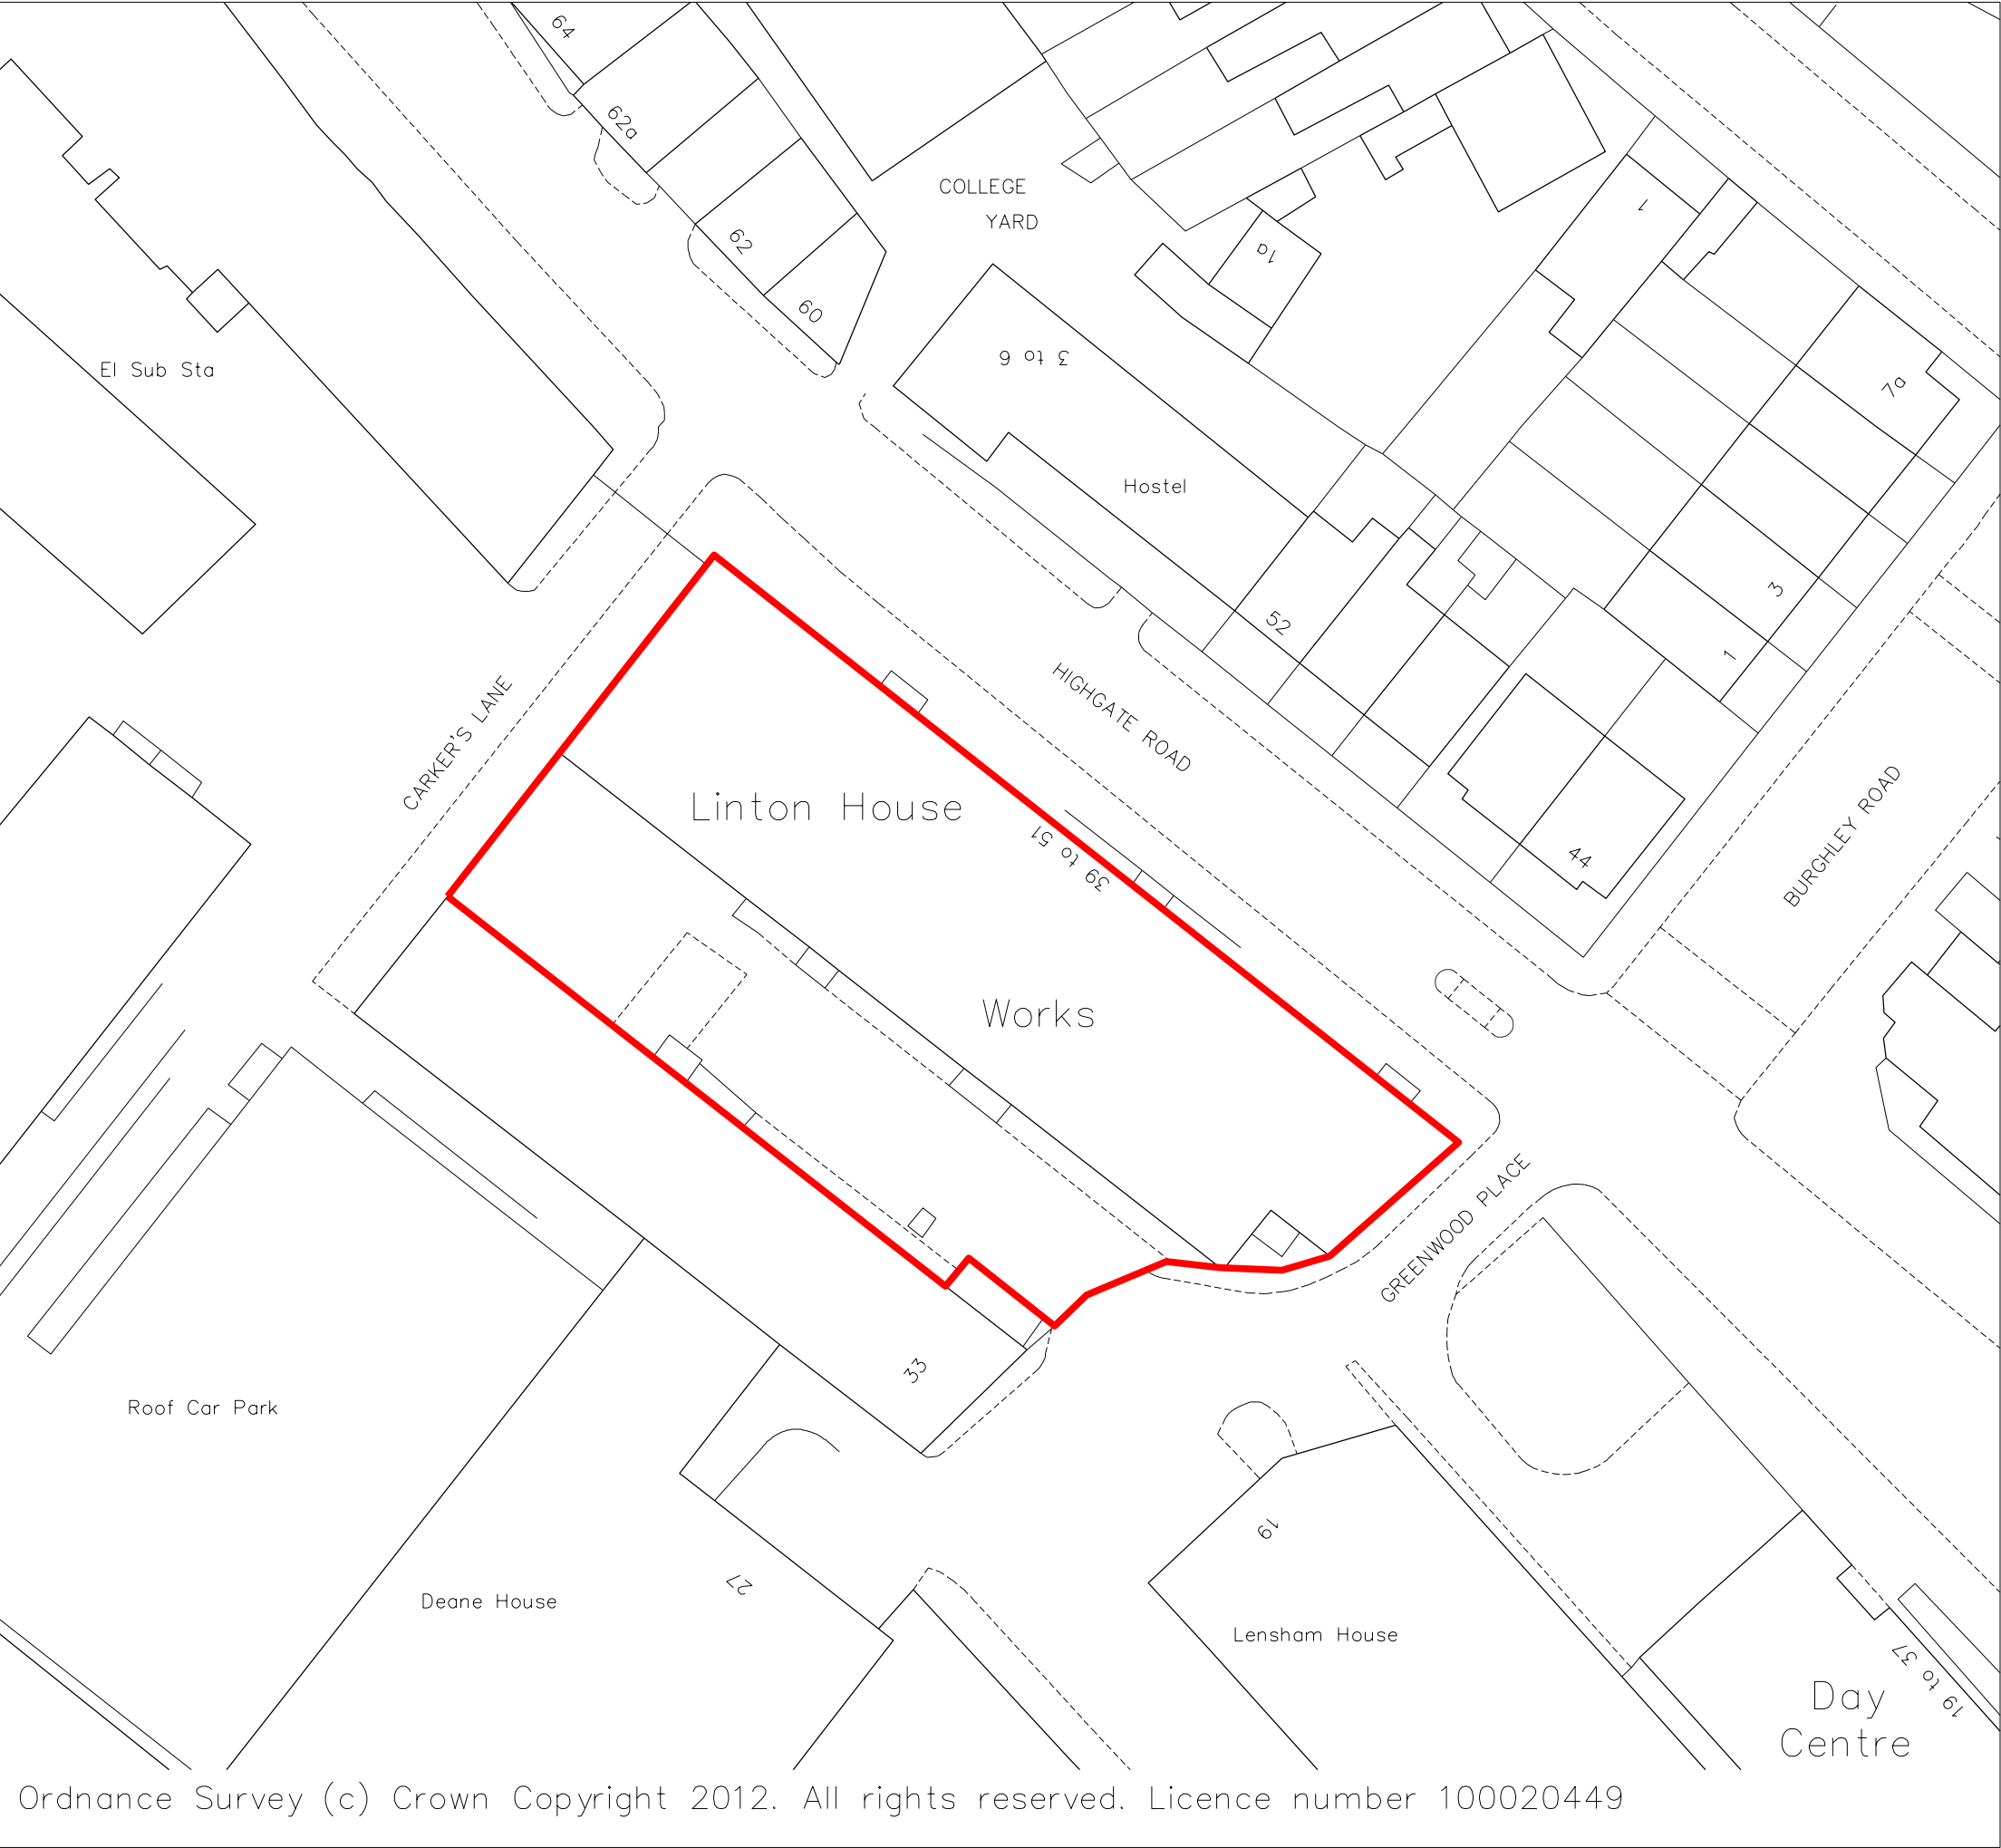 64
62a
COLLEGE
YARD
1
62
1a
60
3 to 6
El Sub Sta
7a
Hostel
3
52
1
HIGHGATE ROAD
CARKER'S LANE
Linton House
39 to 51
BURGHLEY ROAD
44
Works
GREENWOOD PLACE
33
Roof Car Park
19
27
Deane House
Lensham House
19 to 37
Day
Centre
Ordnance Survey (c) Crown Copyright 2012. All rights reserved. Licence number 100020449